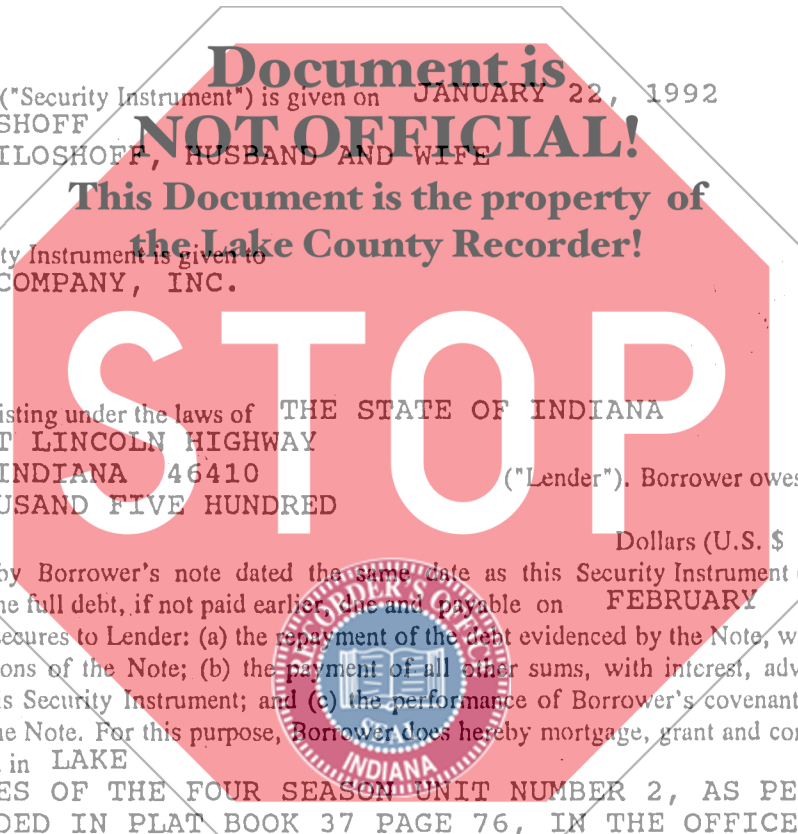 Document is
("Security Instrument") is given on JANUARY 22, 1992
SHOFF
NOT OFFICIAL!
ILOSHOFF, HUSBAND AND WIFE
This Document is the property of
the Lake County Recorder!
ty Instrument is given to
COMPANY, INC.
STOP
isting under the laws of THE STATE OF INDIANA
T LINCOLN HIGHWAY
INDIANA 46410 ("Lender"). Borrower owes
USAND FIVE HUNDRED
Dollars (U.S. $
by Borrower's note dated the same date as this Security Instrument
he full debt, if not paid earlier, due and payable on FEBRUARY
secures to Lender: (a) the repayment of the debt evidenced by the Note, w
ons of the Note; (b) the payment of all other sums, with interest, adv
is Security Instrument; and (c) the performance of Borrower's covenant
he Note. For this purpose, Borrower does hereby mortgage, grant and co
in LAKE
RECORDER'S OFFICE
SEAL
INDIANA
ES OF THE FOUR SEASON UNIT NUMBER 2, AS PE
DED IN PLAT BOOK 37 PAGE 76, IN THE OFFICE